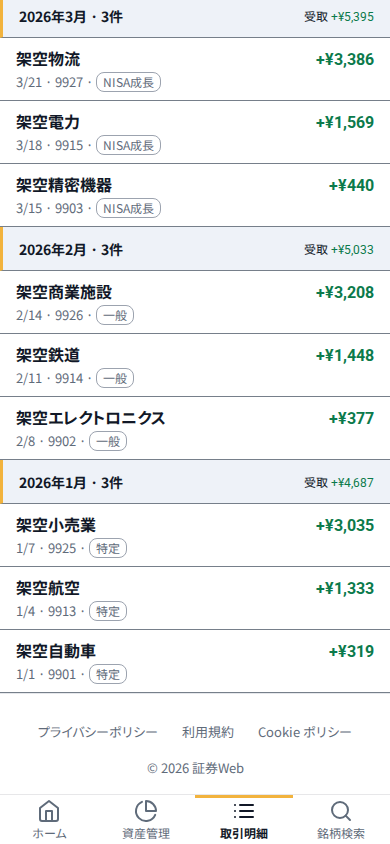 2026年3月・3件 受取 +¥5,395
架空物流 +¥3,386
3/21・9927・NISA成長
架空電力 +¥1,569
3/18・9915・NISA成長
架空精密機器 +¥440
3/15・9903・NISA成長
2026年2月・3件 受取 +¥5,033
架空商業施設 +¥3,208
2/14・9926・一般
架空鉄道 +¥1,448
2/11・9914・一般
架空エレクトロニクス +¥377
2/8・9902・一般
2026年1月・3件 受取 +¥4,687
架空小売業 +¥3,035
1/7・9925・特定
架空航空 +¥1,333
1/4・9913・特定
架空自動車 +¥319
1/1・9901・特定
プライバシーポリシー 利用規約 Cookie ポリシー
© 2026 証券Web
ホーム 資産管理 取引明細 銘柄検索